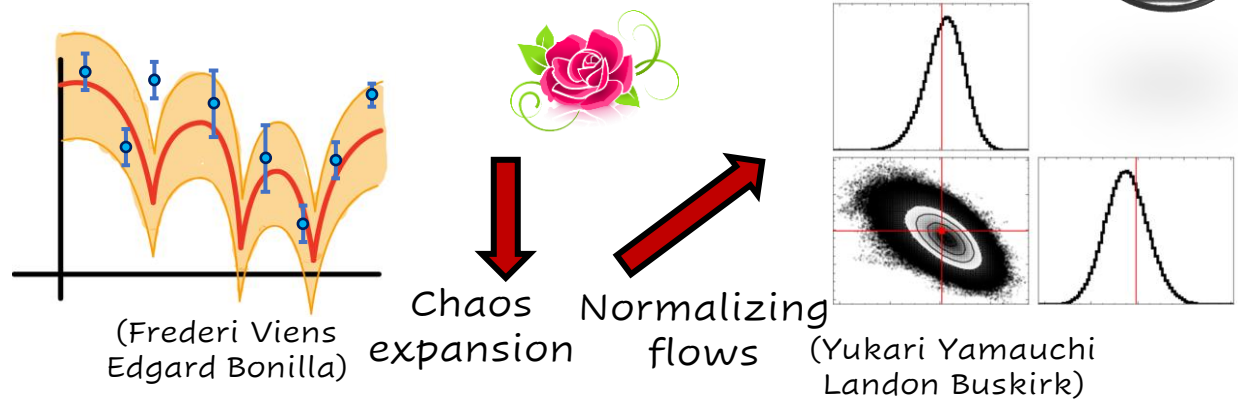 (Frederi Viens
Edgard Bonilla)
Chaos
expansion
Normalizing
flows
(Yukari Yamauchi
Landon Buskirk)